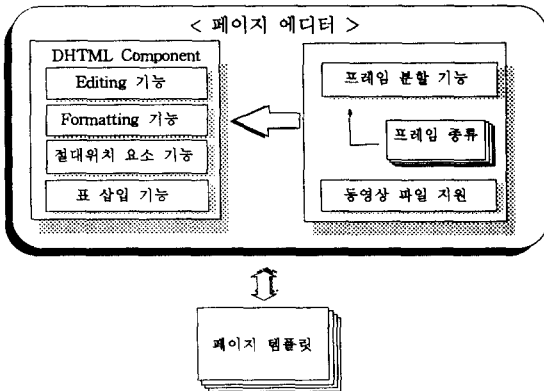 < 페이지 에디터 >
DHTML Component
Editing 기능
Formatting 기능
절대위치 요소 기능
표 삽입 기능
프레임 분할 기능
프레임 종류
동영상 파일 지원
페이지 템플릿